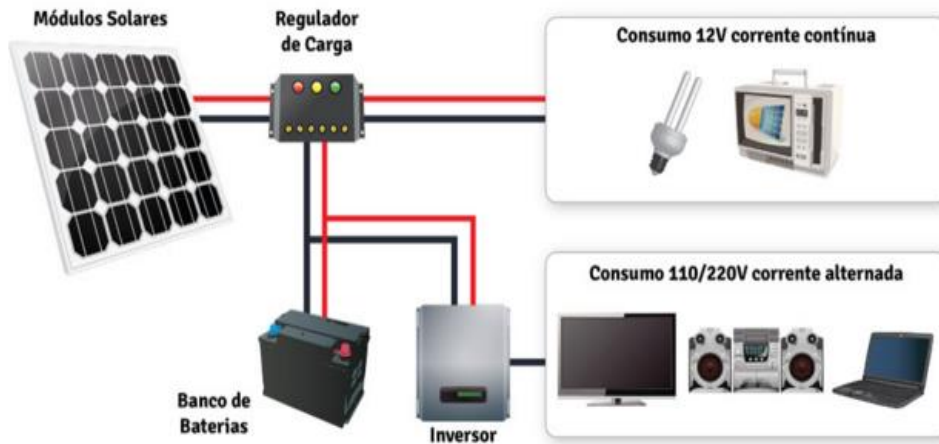 Módulos Solares
Regulador
de Carga
Consumo 12V corrente contínua
Consumo 110/220V corrente alternada
Banco de
Baterias
Inversor